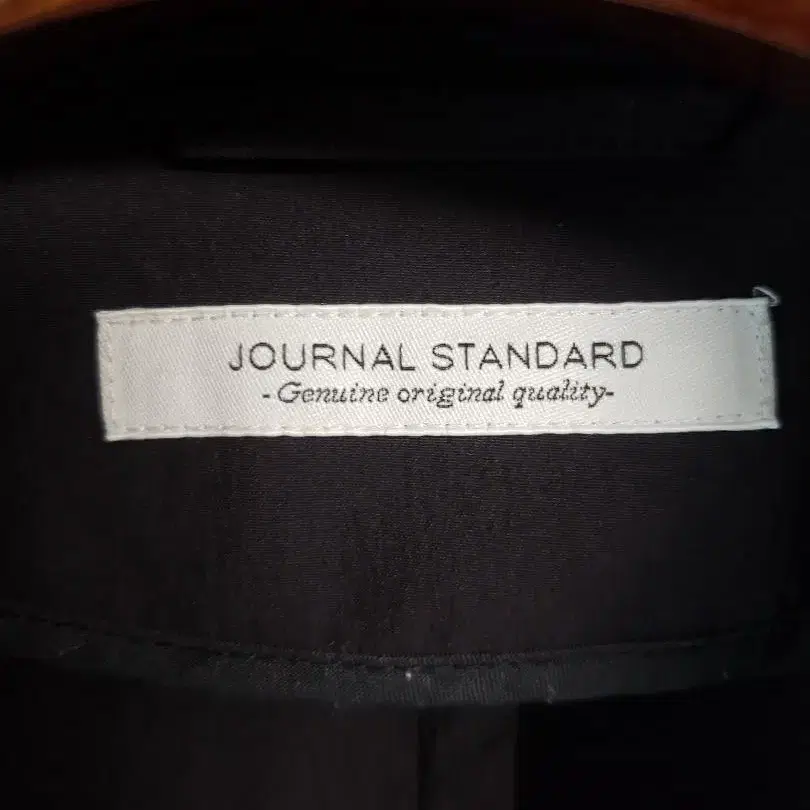 JOURNAL STANDARD
-Genuine original quality-